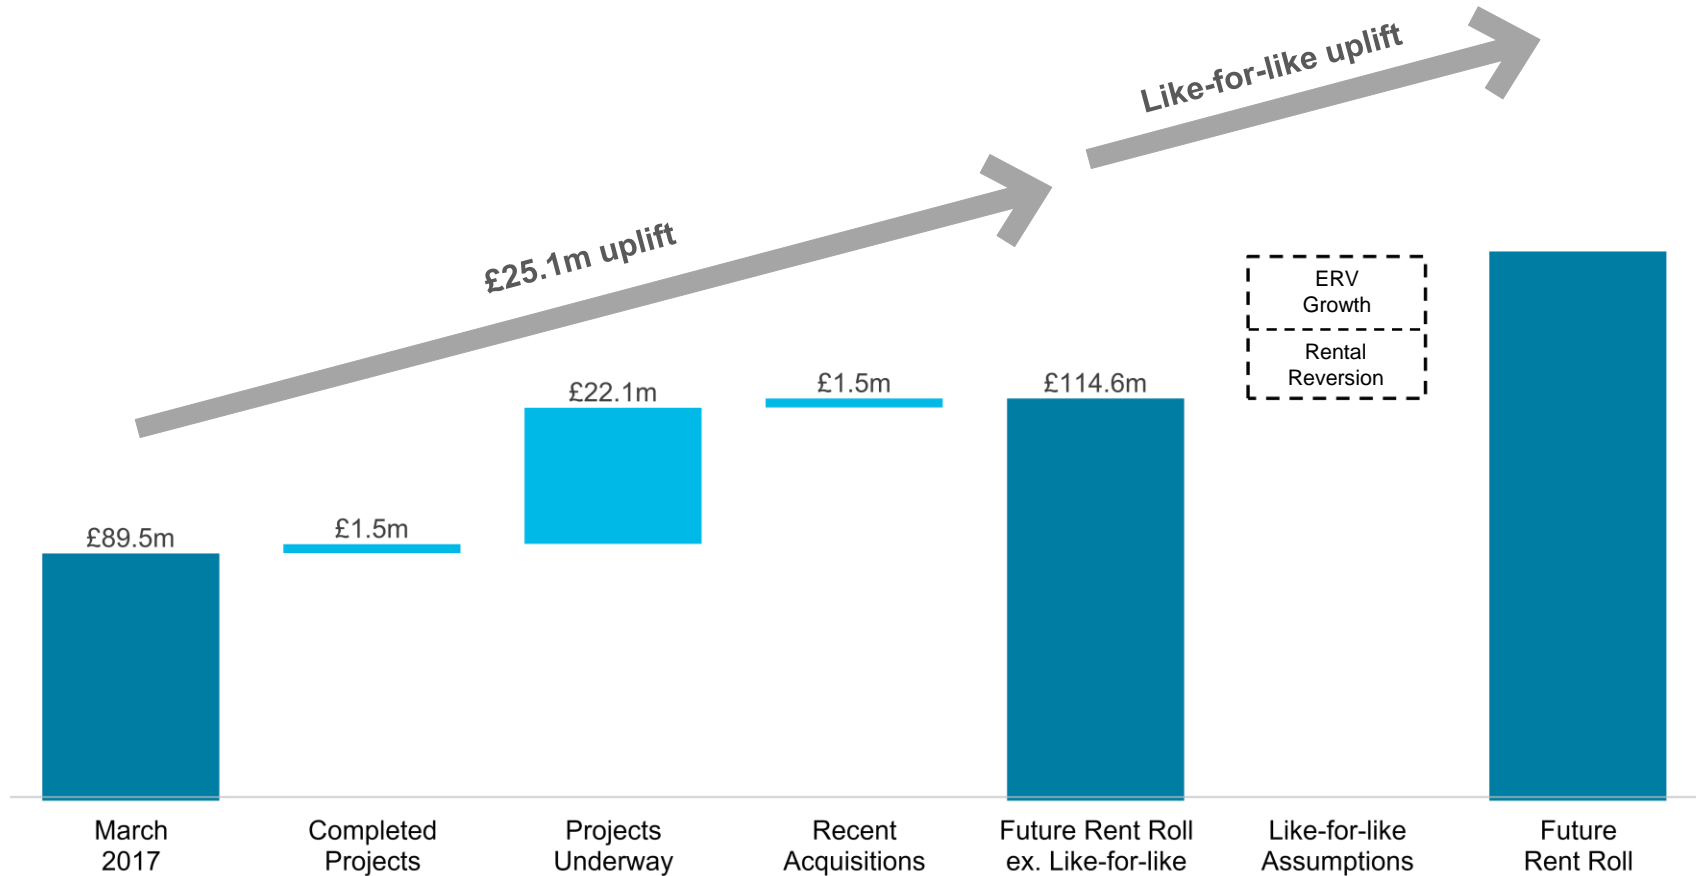 Like-for-like uplift
£25.1m uplift
ERV
Growth
Rental
Reversion
£89.5m
£1.5m
£22.1m
£1.5m
£114.6m
March
2017
Completed
Projects
Projects
Underway
Recent
Acquisitions
Future Rent Roll
ex. Like-for-like
Like-for-like
Assumptions
Future
Rent Roll